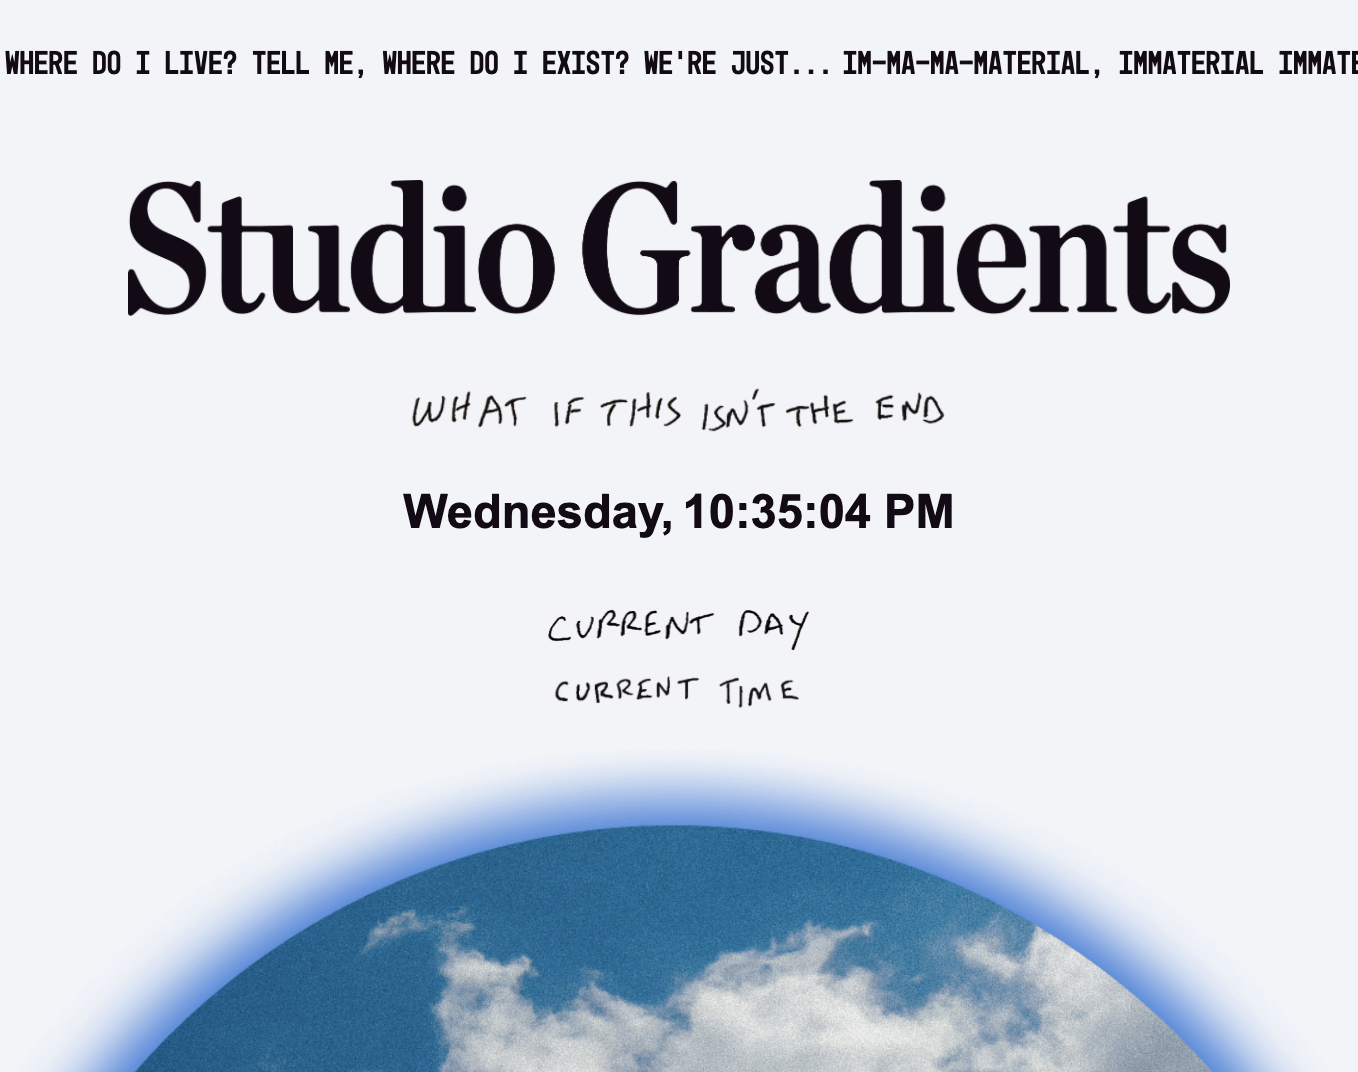 WHERE DO I LIVE? TELL ME, WHERE DO I EXIST? WE'RE JUST... IM-MA-MA-MATERIAL, IMMATERIAL IMMATE
Studio Gradients
WHAT IF THIS ISN'T THE END
Wednesday, 10:35:04 PM
CURRENT DAY
CURRENT TIME